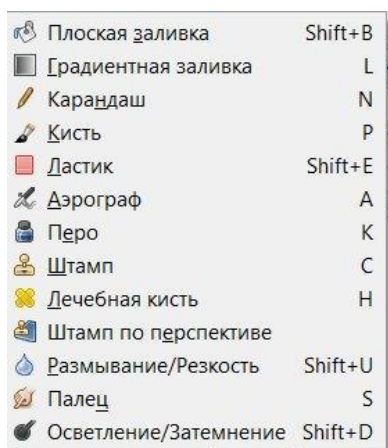 Плоская заливка Shift+B
Градиентная заливка L
Карандаш N
Кисть P
Ластик Shift+E
Аэрограф A
Перо K
Штамп C
Лечебная кисть H
Штамп по перспективе
Размывание/Резкость Shift+U
Палец S
Осветление/Затемнение Shift+D